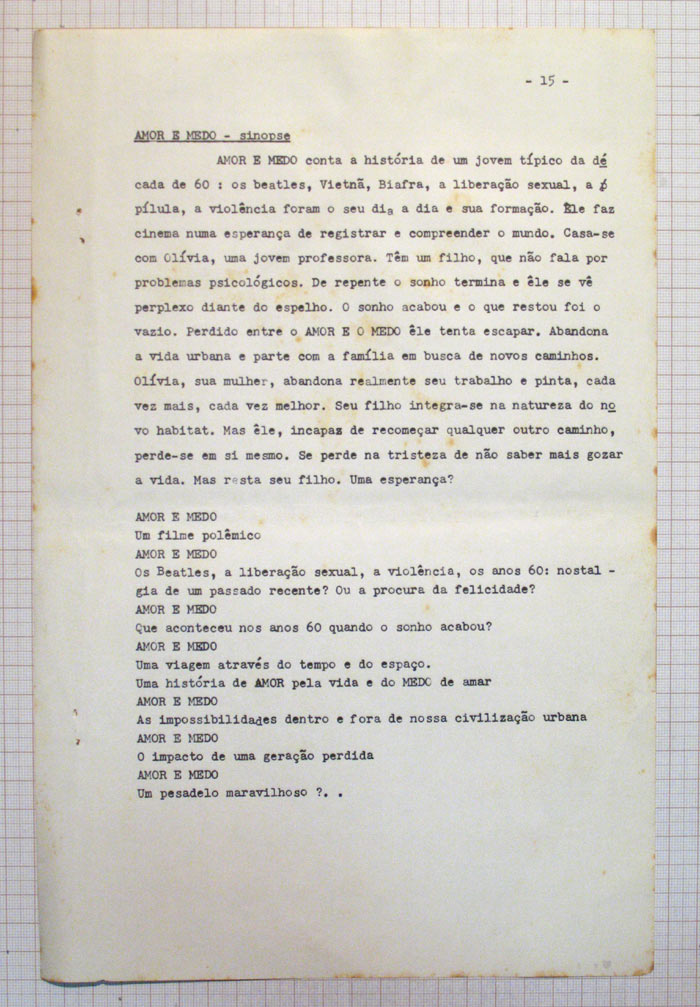 - 15 -
AMOR E MEDO - sinopse
AMOR E MEDO conta a história de um jovem típico da dé
cada de 60 : os beatles, Vietnã, Biafra, a liberação sexual, a
pílula, a violência foram o seu dia a dia e sua formação. Êle faz
cinema numa esperança de registrar e compreender o mundo. Casa-se
com Olívia, uma jovem professora. Têm um filho, que não fala por
problemas psicológicos. De repente o sonho termina e êle se vê
perplexo diante do espelho. O sonho acabou e o que restou foi o
vazio. Perdido entre o AMOR E O MEDO êle tenta escapar. Abandona
a vida urbana e parte com a família em busca de novos caminhos.
Olívia, sua mulher, abandona realmente seu trabalho e pinta, cada
vez mais, cada vez melhor. Seu filho integra-se na natureza do no
vo habitat. Mas êle, incapaz de recomeçar qualquer outro caminho,
perde-se em si mesmo. Se perde na tristeza de não saber mais gozar
a vida. Mas resta seu filho. Uma esperança?
AMOR E MEDO
Um filme polêmico
AMOR E MEDO
Os Beatles, a liberação sexual, a violência, os anos 60: nostal -
gia de um passado recente? Ou a procura da felicidade?
AMOR E MEDO
Que aconteceu nos anos 60 quando o sonho acabou?
AMOR E MEDO
Uma viagem através do tempo e do espaço.
Uma história de AMOR pela vida e do MEDO de amar
AMOR E MEDO
As impossibilidades dentro e fora de nossa civilização urbana
AMOR E MEDO
O impacto de uma geração perdida
AMOR E MEDO
Um pesadelo maravilhoso ?. .